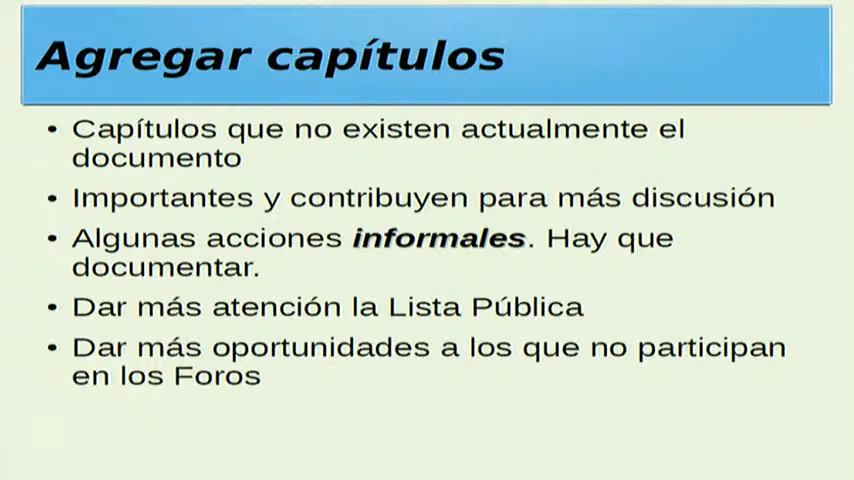 Agregar capítulos
• Capítulos que no existen actualmente el
documento
• Importantes y contribuyen para más discusión
• Algunas acciones informales. Hay que
documentar.
• Dar más atención la Lista Pública
• Dar más oportunidades a los que no participan
en los Foros